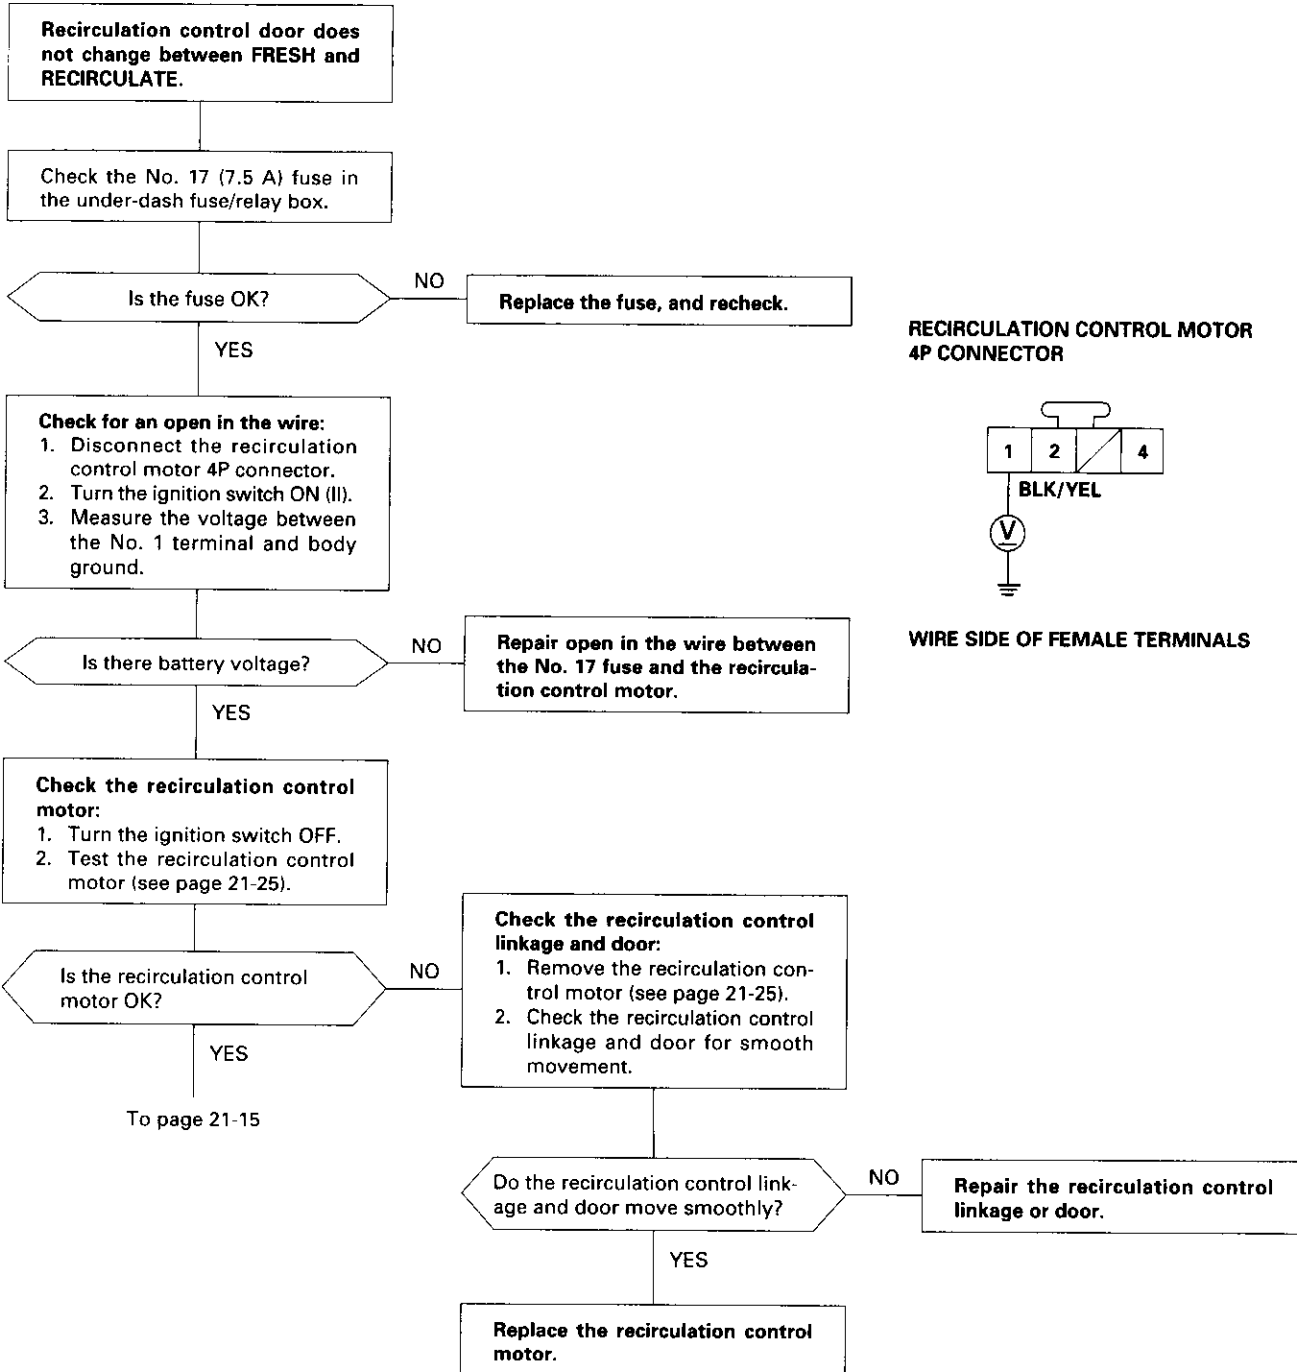 Recirculation control door does
not change between FRESH and
RECIRCULATE.
Check the No. 17 (7.5 A) fuse in
the under-dash fuse/relay box.
Is the fuse OK?
NO
Replace the fuse, and recheck.
YES
RECIRCULATION CONTROL MOTOR
4P CONNECTOR
1 2 4
BLK/YEL
V
WIRE SIDE OF FEMALE TERMINALS
Check for an open in the wire:
1. Disconnect the recirculation
control motor 4P connector.
2. Turn the ignition switch ON (II).
3. Measure the voltage between
the No. 1 terminal and body
ground.
Is there battery voltage?
NO
Repair open in the wire between
the No. 17 fuse and the recircula-
tion control motor.
YES
Check the recirculation control
motor:
1. Turn the ignition switch OFF.
2. Test the recirculation control
motor (see page 21-25).
Is the recirculation control
motor OK?
NO
YES
To page 21-15
Check the recirculation control
linkage and door:
1. Remove the recirculation con-
trol motor (see page 21-25).
2. Check the recirculation control
linkage and door for smooth
movement.
Do the recirculation control link-
age and door move smoothly?
NO
Repair the recirculation control
linkage or door.
YES
Replace the recirculation control
motor.